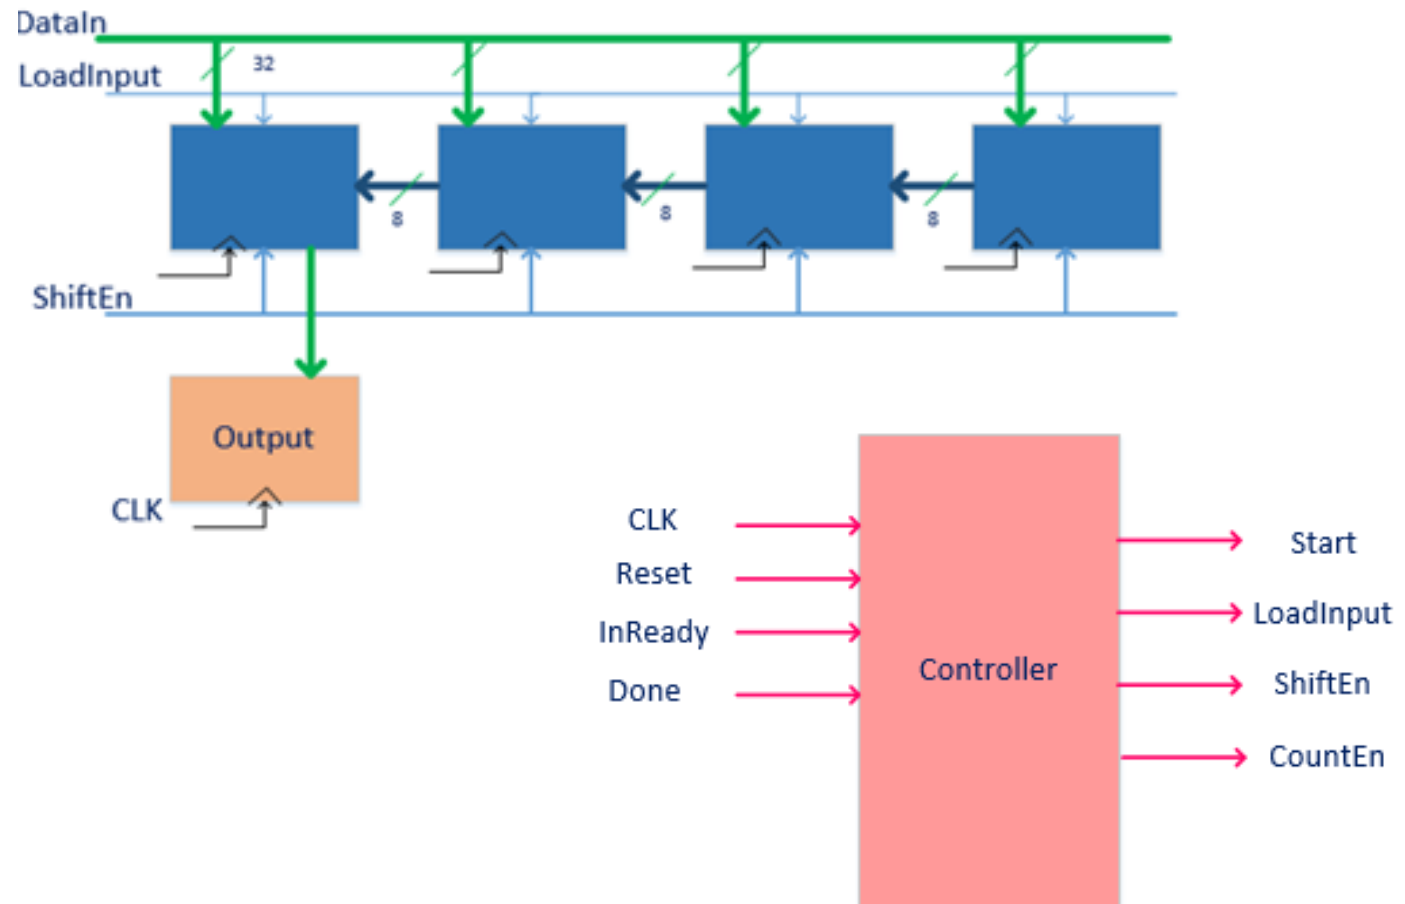 DataIn
32
LoadInput
8
8
8
ShiftEn
Output
CLK
CLK
Reset
InReady
Done
Controller
Start
LoadInput
ShiftEn
CountEn